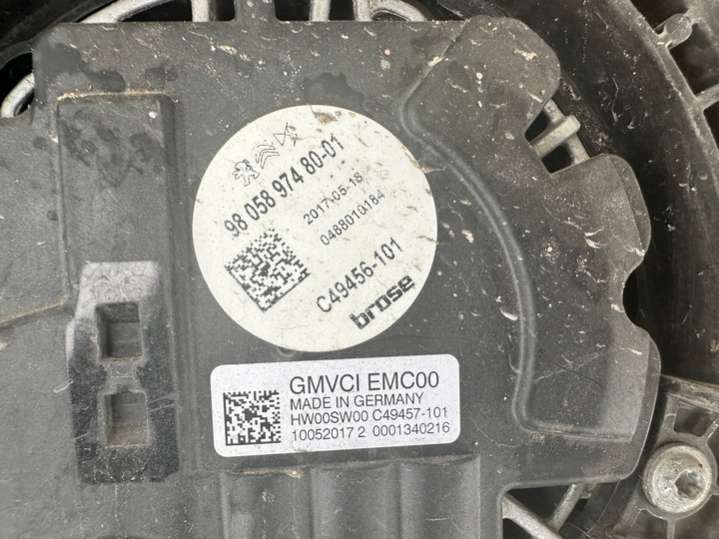 98 058 974 80-01
2017-05-18
0488010184
C49456-101
brose
GMVCI EMC00
MADE IN GERMANY
HW00SW00 C49457-101
10052017 2 0001340216